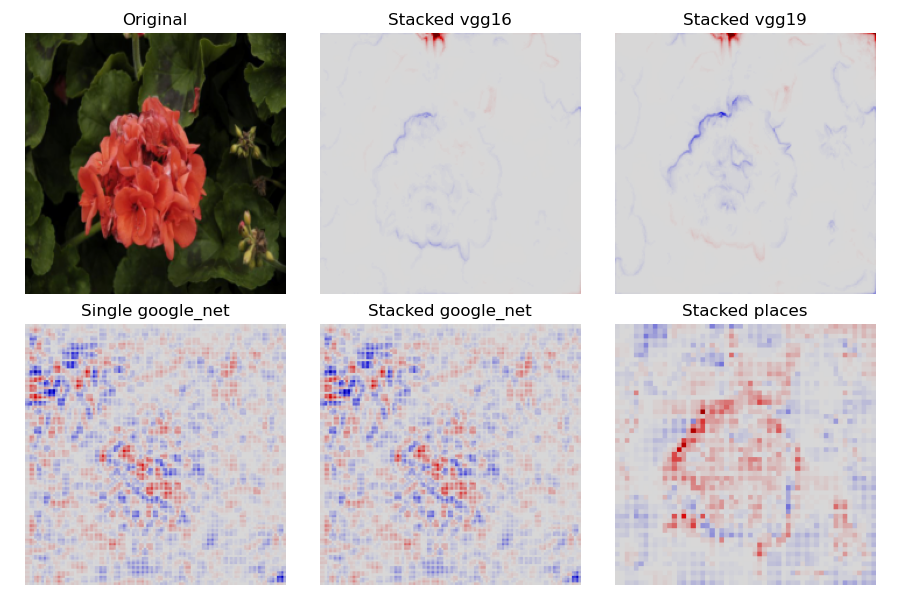 Original
Stacked vgg16
Stacked vgg19
Single google_net
Stacked google_net
Stacked places